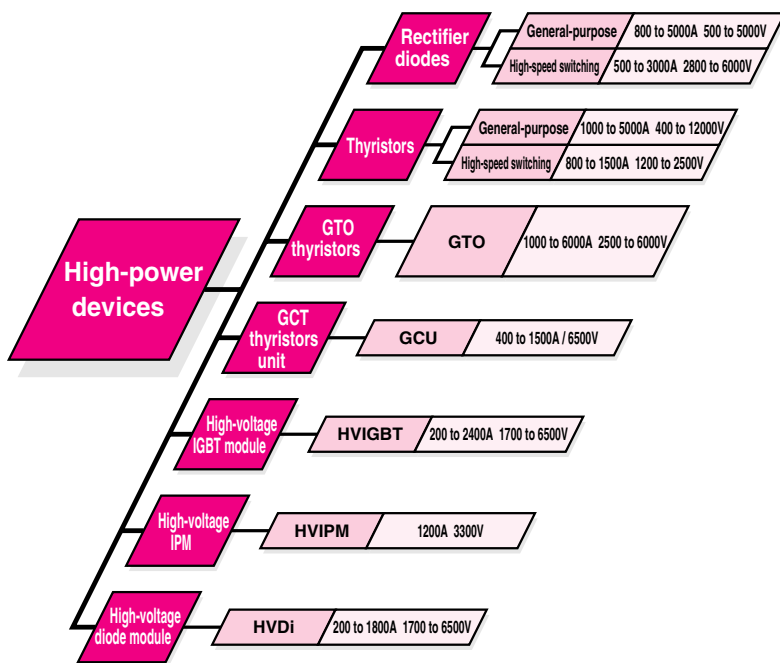 Rectifier
diodes
General-purpose 800 to 5000A 500 to 5000V
High-speed switching 500 to 3000A 2800 to 6000V
Thyristors
General-purpose 1000 to 5000A 400 to 12000V
High-speed switching 800 to 1500A 1200 to 2500V
High-power
devices
GTO
thyristors
GTO 1000 to 6000A 2500 to 6000V
GCT
thyristors
unit
GCU 400 to 1500A / 6500V
High-voltage
IGBT module
HVIGBT 200 to 2400A 1700 to 6500V
High-voltage
IPM
HVIPM 1200A 3300V
High-voltage
diode module
HVDi 200 to 1800A 1700 to 6500V